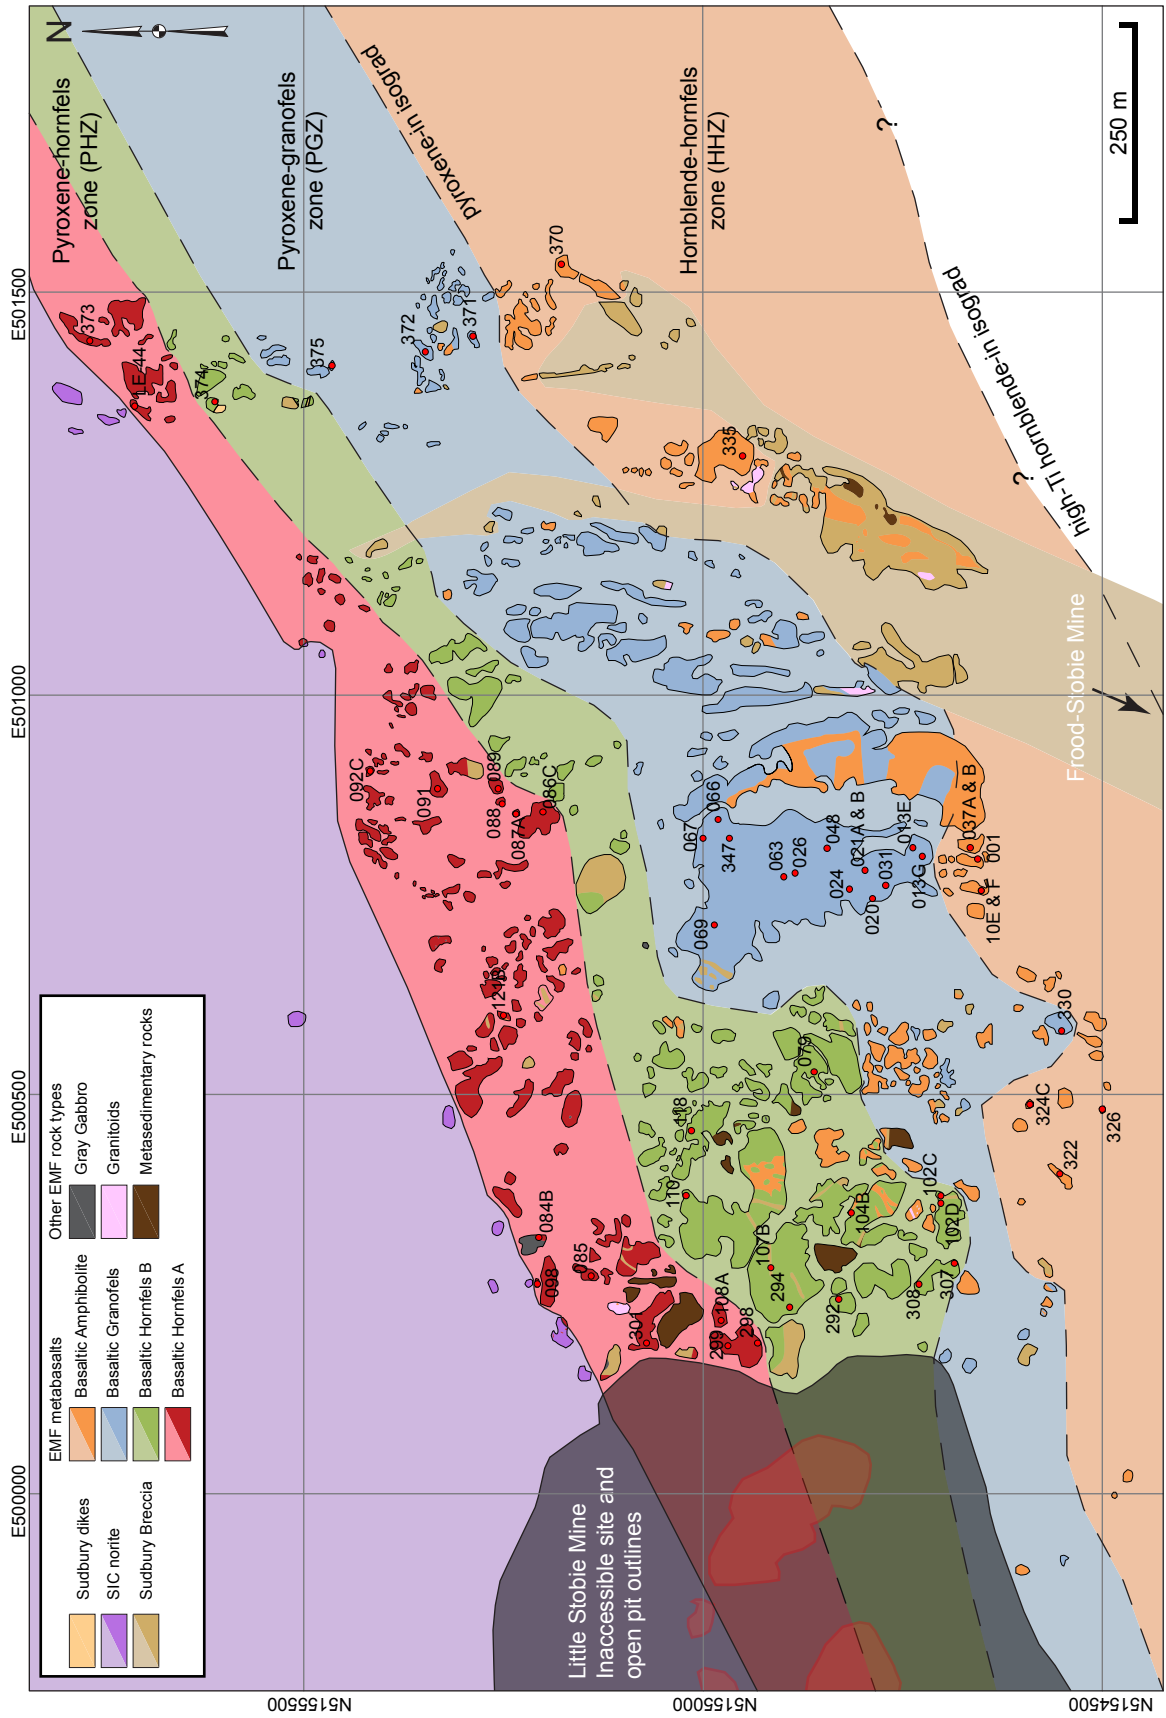 E500000
E500500
E501000
E501500
N
Sudbury dikes
SIC norite
Sudbury Breccia
EMF metabasalts
Basaltic Amphibolite
Basaltic Granofels
Basaltic Hornfels B
Basaltic Hornfels A
Other EMF rock types
Gray Gabbro
Granitoids
Metasedimentary rocks
Pyroxene-hornfels
zone (PHZ)
Pyroxene-granofels
zone (PGZ)
pyroxene-in isograd
Hornblende-hornfels
zone (HHZ)
high-Ti hornblende-in isograd
?
?
250 m
Little Stobie Mine
Inaccessible site and
open pit outlines
Frood-Stobie Mine
N5155500
N5155000
N5154500
373
1E-44
374
375
372
371
370
335
092C
091
089
088
087A
086C
121B
084B
098
085
301
108A
299
298
118
110
107B
294
292
104B
102C
102D
308
307
079
067
066
347
069
063
026
048
024
021A & B
020
031
013E
013G
037A & B
001
10E & F
330
324C
326
322